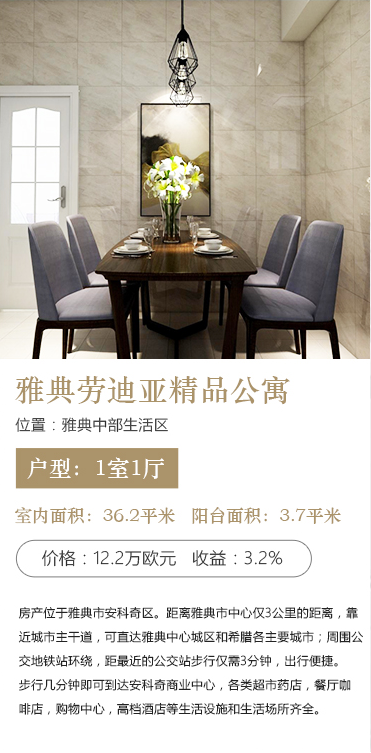 雅典劳迪亚精品公寓
位置：雅典中部生活区
户型：1室1厅
室内面积：36.2平米 阳台面积：3.7平米
价格：12.2万欧元 收益：3.2%
房产位于雅典市安科奇区。距离雅典市中心仅3公里的距离，靠
近城市主干道，可直达雅典中心城区和希腊各主要城市；周围公
交地铁站环绕，距最近的公交站步行仅需3分钟，出行便捷。
步行几分钟即可到达安科奇商业中心，各类超市药店，餐厅咖
啡店，购物中心，高档酒店等生活设施和生活场所齐全。